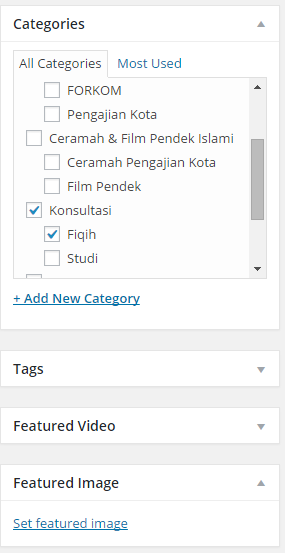 Categories
All Categories Most Used
FORKOM
Pengajian Kota
Ceramah & Film Pendek Islami
Ceramah Pengajian Kota
Film Pendek
Konsultasi
Fiqih
Studi
+ Add New Category
Tags
Featured Video
Featured Image
Set featured image